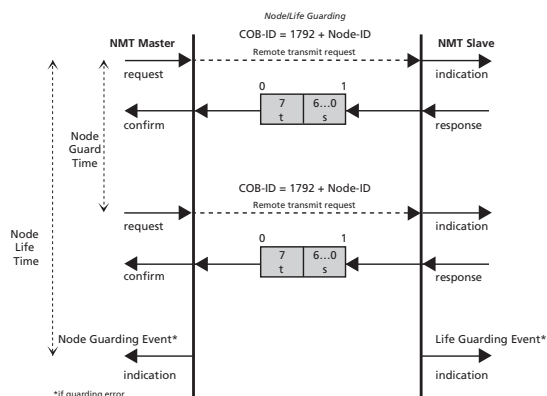 Node/Life Guarding
COB-ID = 1792 + Node-ID
NMT Master
NMT Slave
Remote transmit request
request
indication
0 1
7 6...0
t s
confirm
response
Node
Guard
Time
COB-ID = 1792 + Node-ID
Remote transmit request
request
indication
Node
Life
Time
0 1
7 6...0
t s
confirm
response
Node Guarding Event*
Life Guarding Event*
indication
indication
*if guarding error